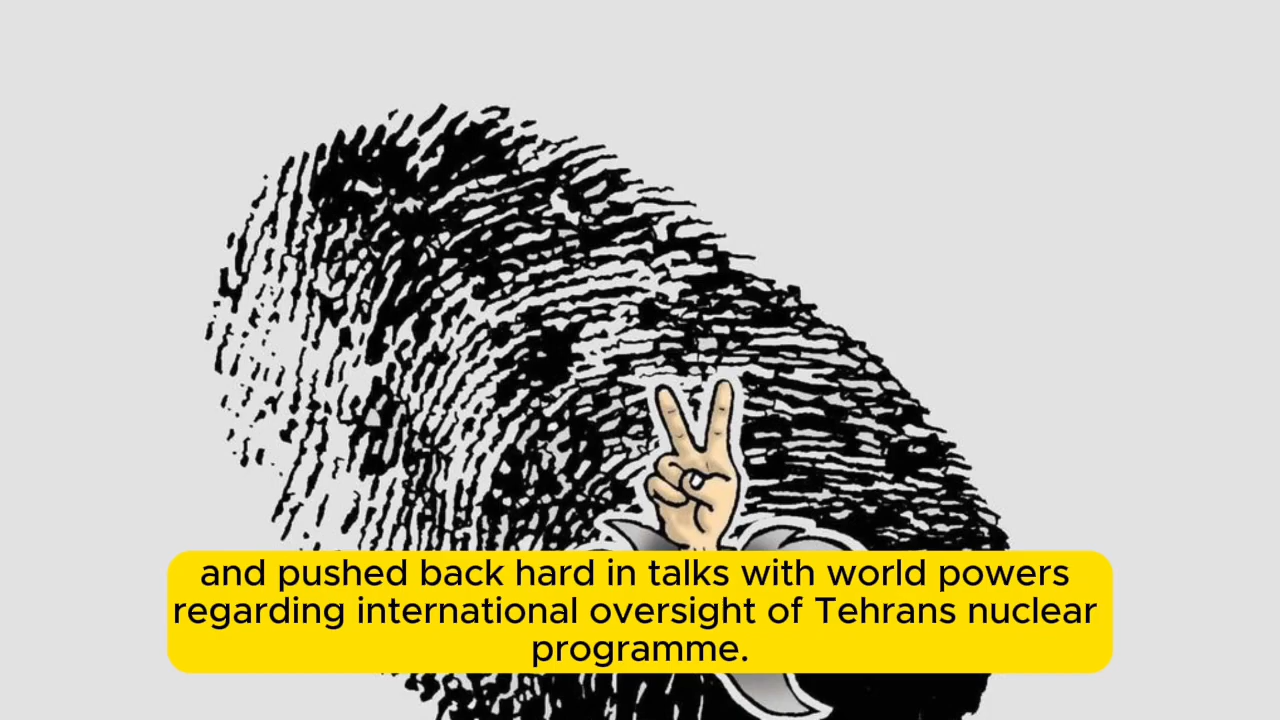 and pushed back hard in talks with world powers
regarding international oversight of Tehrans nuclear
programme.